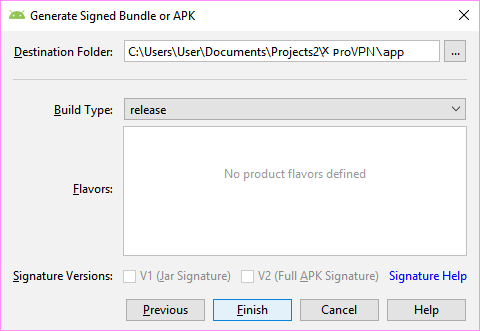 Generate Signed Bundle or APK
Destination Folder: C:\Users\User\Documents\Projects2\X ProVPN\app ...
Build Type: release
Flavors: No product flavors defined
Signature Versions: V1 (Jar Signature) V2 (Full APK Signature) Signature Help
Previous Finish Cancel Help